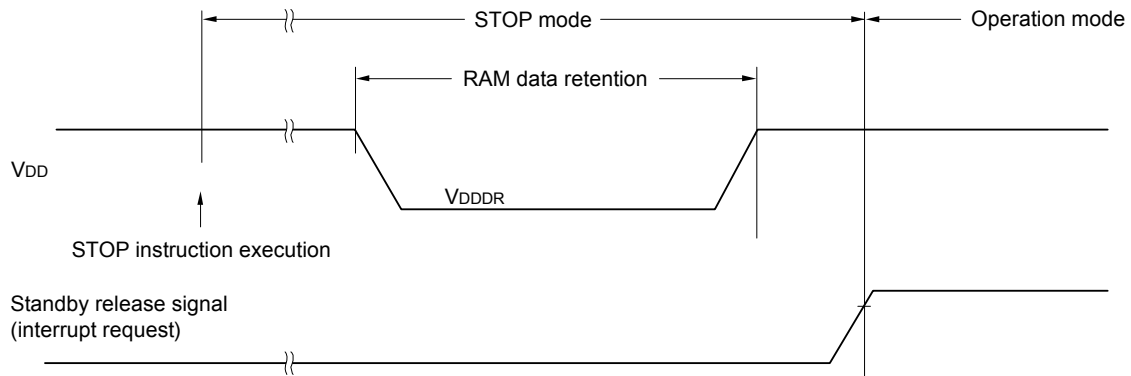 STOP mode
Operation mode
RAM data retention
VDD
VDDDR
STOP instruction execution
Standby release signal
(interrupt request)